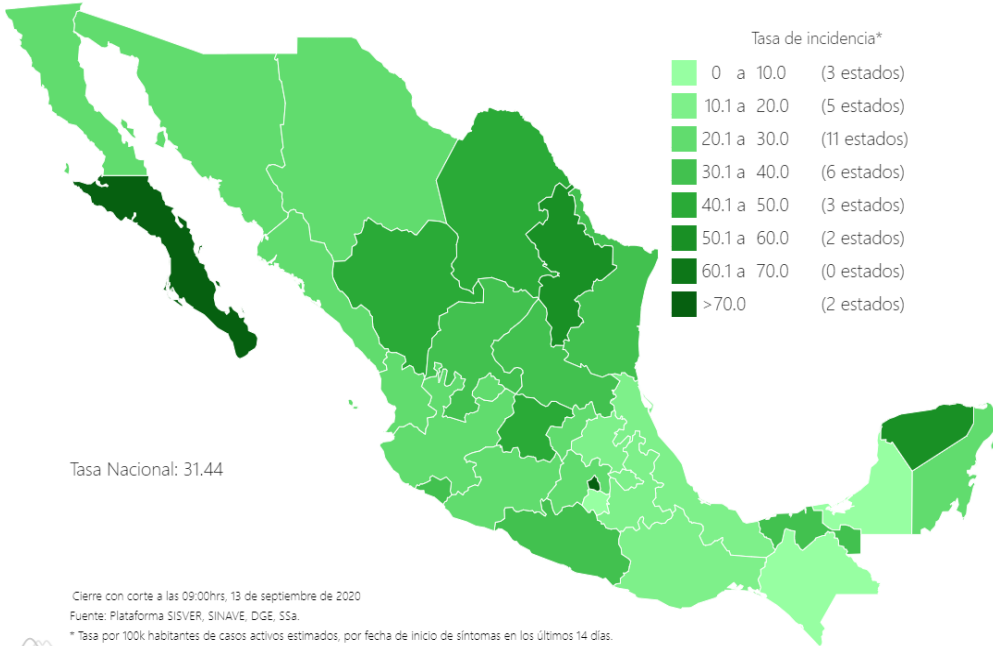 Tasa de incidencia*
0 a 10.0 (3 estados)
10.1 a 20.0 (5 estados)
20.1 a 30.0 (11 estados)
30.1 a 40.0 (6 estados)
40.1 a 50.0 (3 estados)
50.1 a 60.0 (2 estados)
60.1 a 70.0 (0 estados)
>70.0 (2 estados)
Tasa Nacional: 31.44
Cierre con corte a las 09:00hrs, 13 de septiembre de 2020
Fuente: Plataforma SISVER, SINAVE, DGE, SSa.
* Tasa por 100k habitantes de casos activos estimados, por fecha de inicio de síntomas en los últimos 14 días.